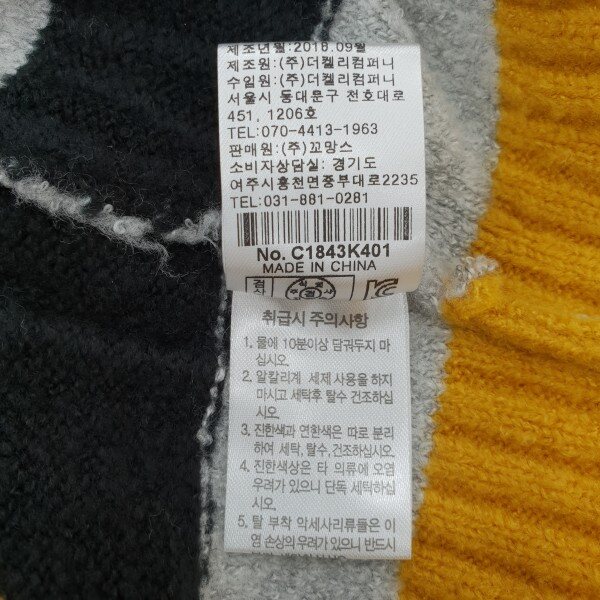 제조년월:2018.09월
제조원:(주)더켈리컴퍼니
수입원:(주)더켈리컴퍼니
서울시 동대문구 천호대로
451, 1206호
TEL:070-4413-1963
판매원:(주)꼬망스
소비자상담실: 경기도
여주시흥천면중부대로2235
TEL:031-881-0281
No. C1843K401
MADE IN CHINA
취급시 주의사항
1. 물에 10분이상 담궈두지 마
십시오.
2. 알칼리계 세제 사용을 하지
마시고 세탁후 탈수 건조하십
시오.
3. 진한색과 연한색은 따로 분리
하여 세탁, 탈수, 건조하십시오.
4. 진한색상은 타 의류에 오염
우려가 있으니 단독 세탁하십
시오.
5. 탈 부착 악세사리류들은 이
영 손상의 우려가 있으니 반드시